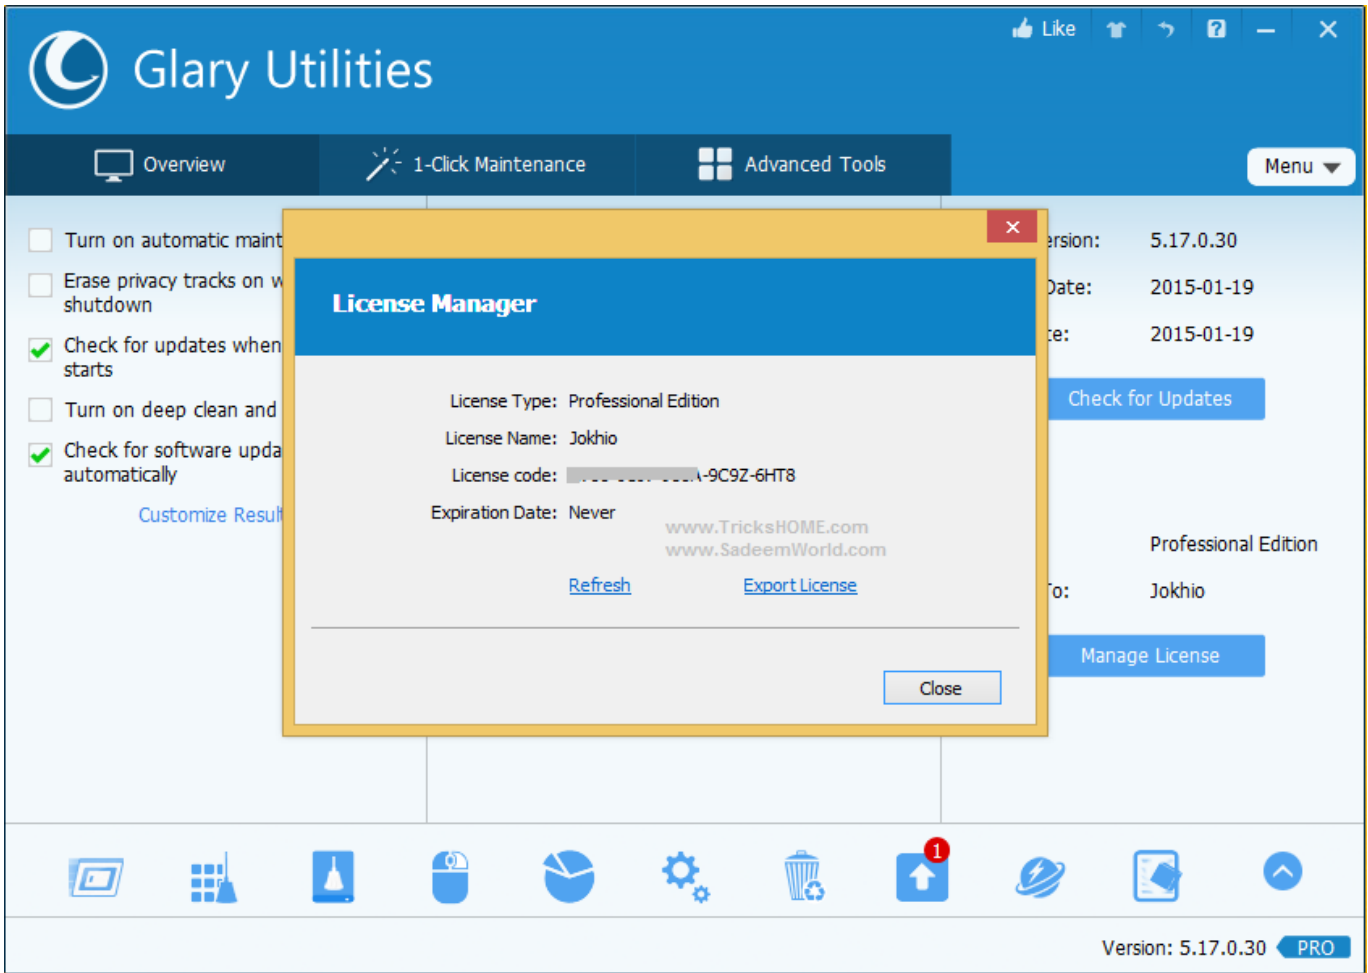 Like
Glary Utilities
Overview
1-Click Maintenance
Advanced Tools
Menu
Turn on automatic maint
Erase privacy tracks on w
shutdown
Check for updates when
starts
Turn on deep clean and
Check for software upda
automatically
Customize Result
License Manager
License Type: Professional Edition
License Name: Jokhio
License code: -9C9Z-6HT8
Expiration Date: Never
www.TricksHOME.com
www.SadeemWorld.com
Refresh
Export License
Close
ersion: 5.17.0.30
Date: 2015-01-19
te: 2015-01-19
Check for Updates
Professional Edition
To: Jokhio
Manage License
1
Version: 5.17.0.30 PRO